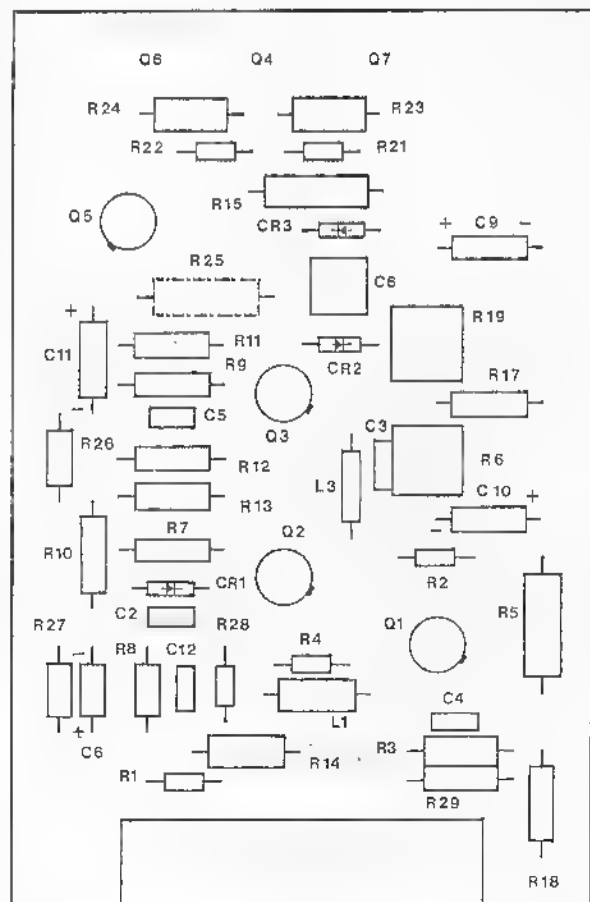 Q6 Q4 Q7
R24 R23
R22 R21
R15
Q5
CR3
+ C9 -
R25
C6
+
R19
C11
R11
R9
CR2
R17
-
C5
Q3
C3
R26
R12
L3
R6
R13
C10 +
-
R10
R7
Q2
CR1
R2
C2
R5
R27 R28 Q1
- R8 C12 R4
+
C6
L1
C4
R14
R3
R1
R29
R18